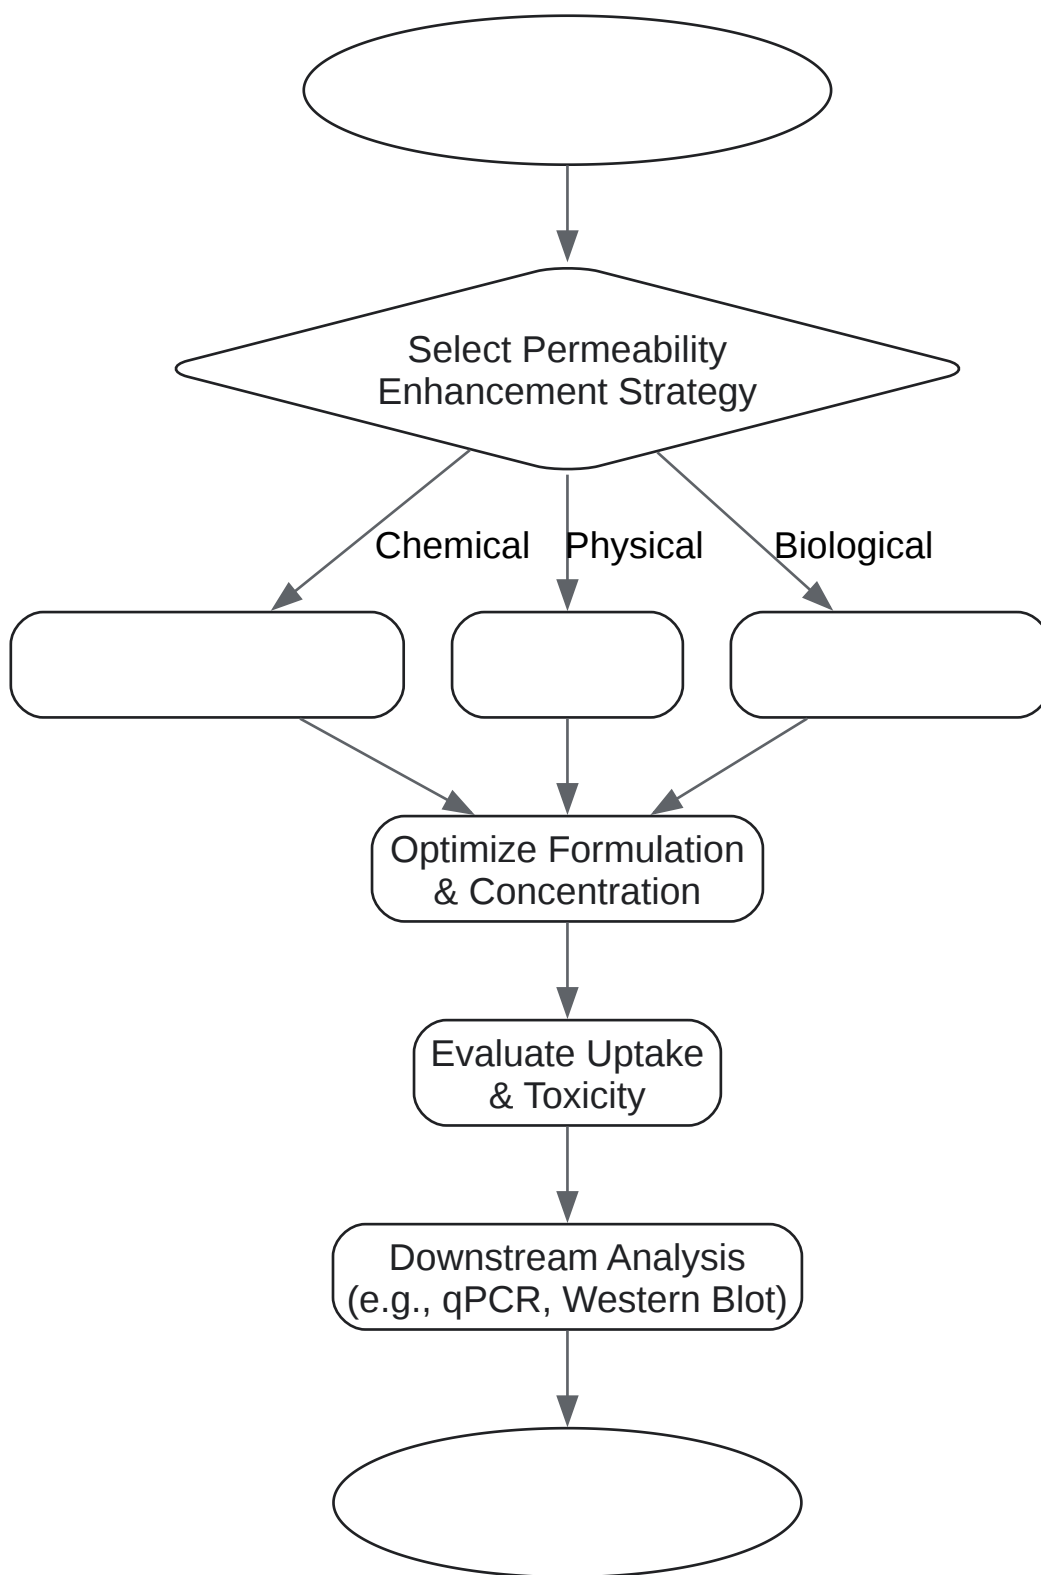 Select Permeability
Enhancement Strategy
Chemical
Physical
Biological
Optimize Formulation
& Concentration
Evaluate Uptake
& Toxicity
Downstream Analysis
(e.g., qPCR, Western Blot)